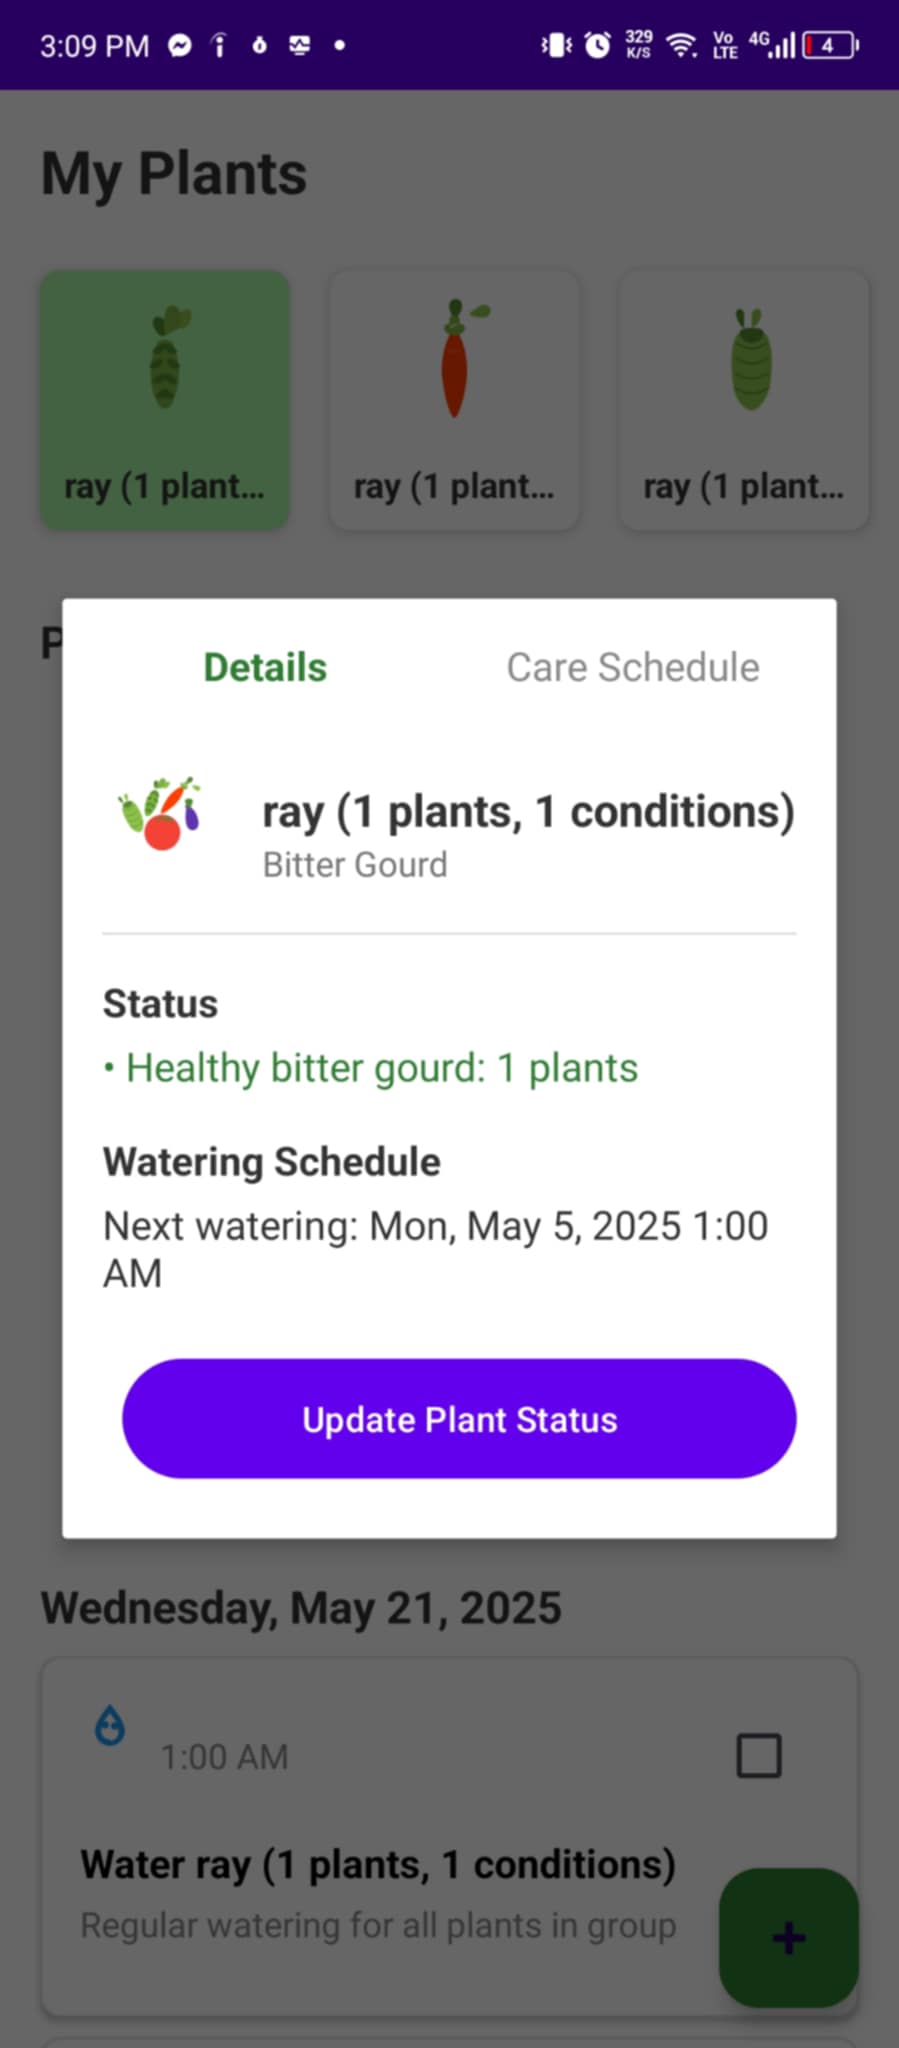 3:09 PM
329
K/S
Vo
LTE
4G
4
My Plants
ray (1 plant...
ray (1 plant...
ray (1 plant...
P
Details
Care Schedule
ray (1 plants, 1 conditions)
Bitter Gourd
Status
• Healthy bitter gourd: 1 plants
Watering Schedule
Next watering: Mon, May 5, 2025 1:00
AM
Update Plant Status
Wednesday, May 21, 2025
1:00 AM
Water ray (1 plants, 1 conditions)
Regular watering for all plants in group
+